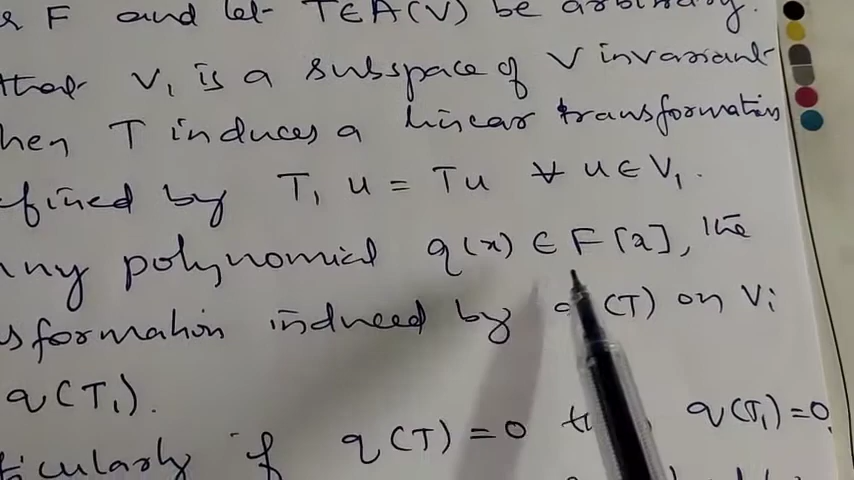 F and let T∈A(V) be arbitrary.
that V₁ is a subspace of V invariant
hen T induces a linear transformation
fined by T₁ u = Tu ∀ u ∈ V₁.
ny polynomial q(x) ∈ F[x], the
sformation induced by q(T) on V₁
q(T₁).
ticularly if q(T) = 0 q(T₁) = 0.